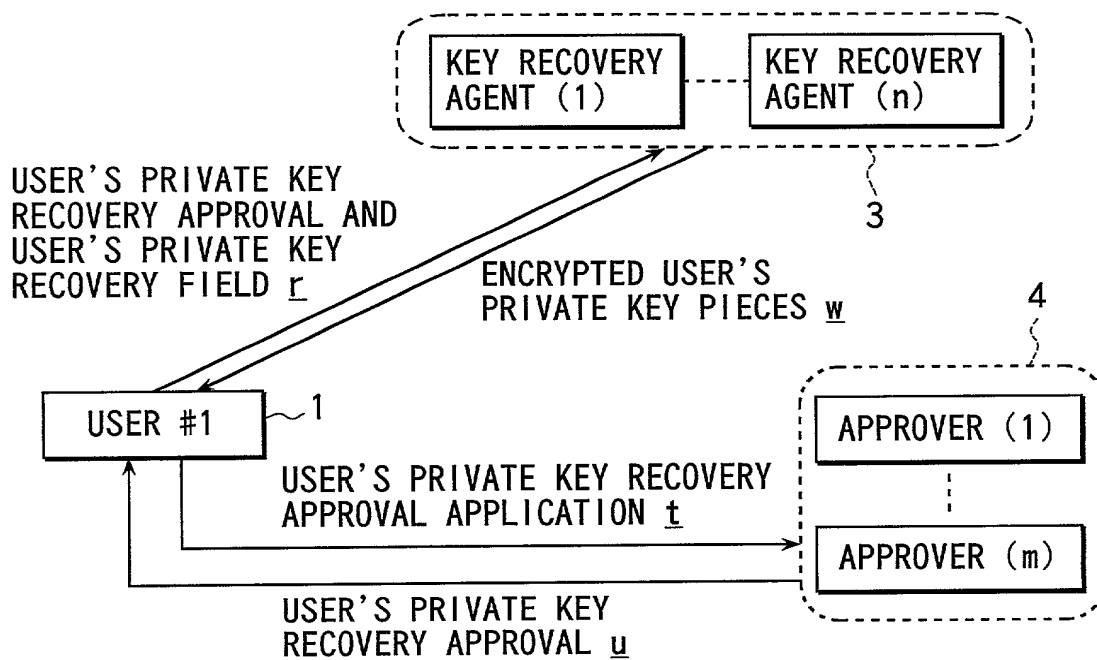 KEY RECOVERY
AGENT (1)
KEY RECOVERY
AGENT (n)
3
USER'S PRIVATE KEY
RECOVERY APPROVAL AND
USER'S PRIVATE KEY
RECOVERY FIELD r
ENCRYPTED USER'S
PRIVATE KEY PIECES w
4
USER #1
1
APPROVER (1)
USER'S PRIVATE KEY RECOVERY
APPROVAL APPLICATION t
APPROVER (m)
USER'S PRIVATE KEY
RECOVERY APPROVAL u